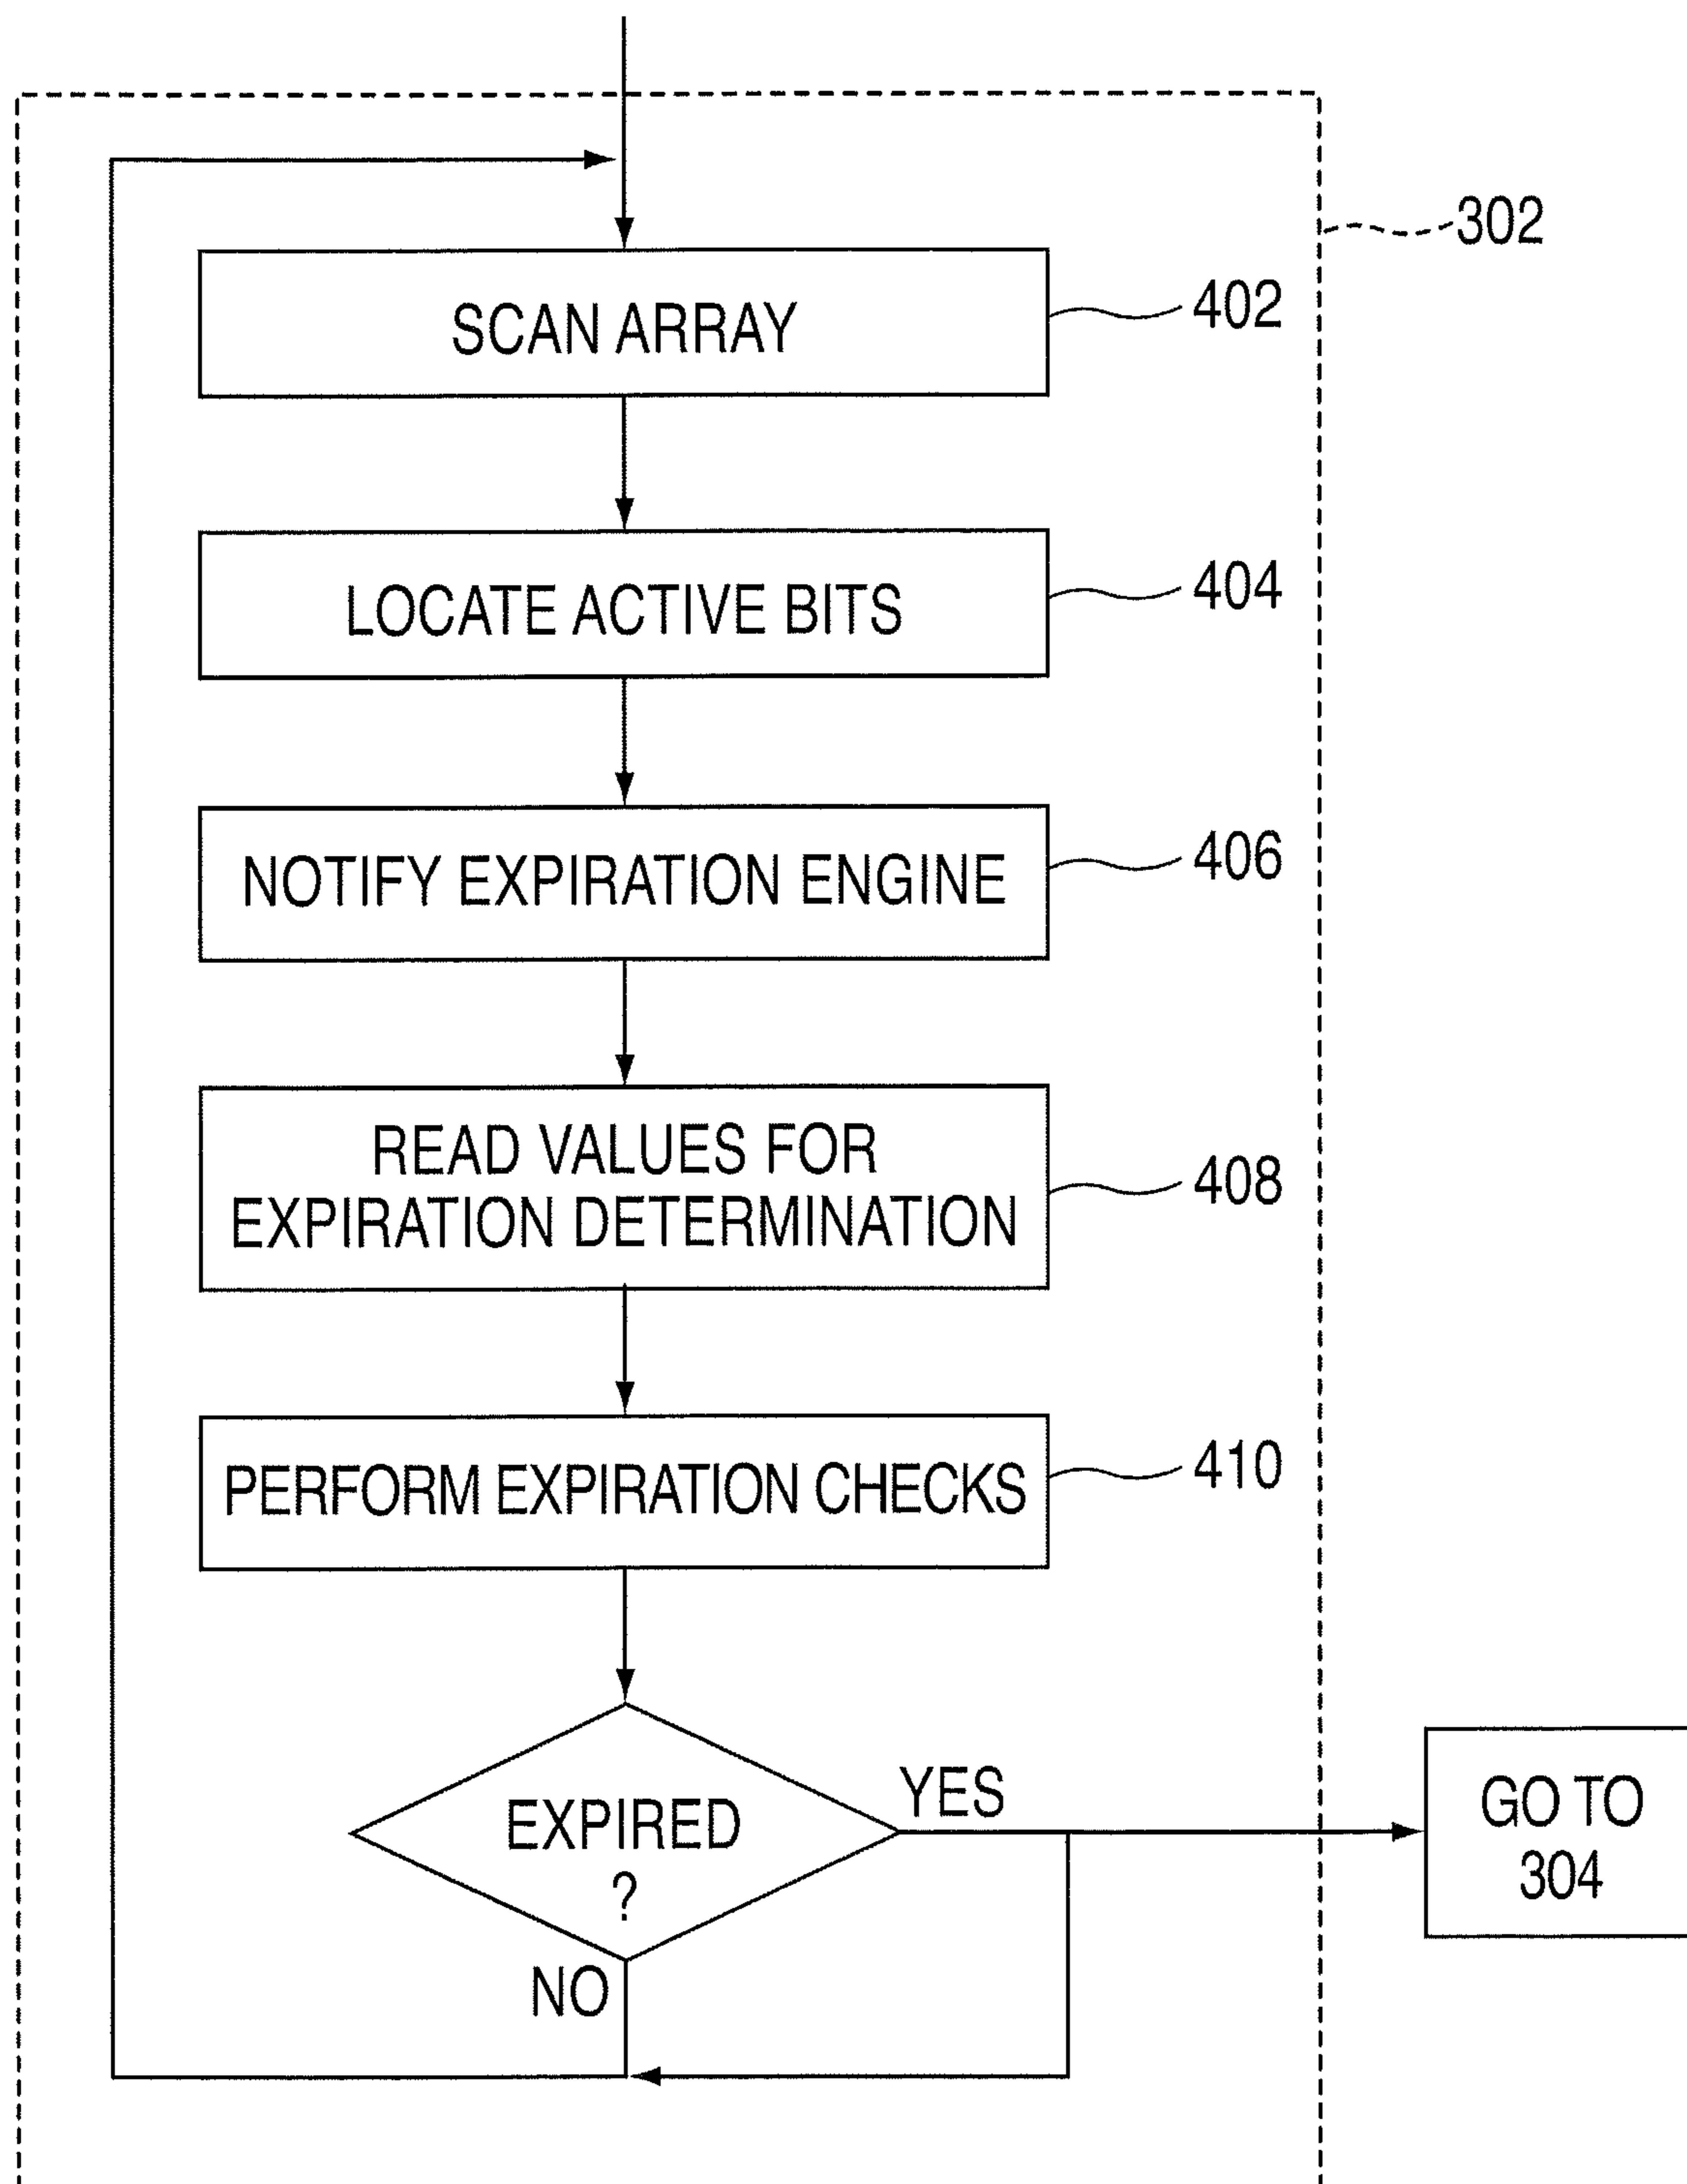 302
SCAN ARRAY
402
LOCATE ACTIVE BITS
404
NOTIFY EXPIRATION ENGINE
406
READ VALUES FOR
EXPIRATION DETERMINATION
408
PERFORM EXPIRATION CHECKS
410
EXPIRED
?
YES
NO
GO TO
304